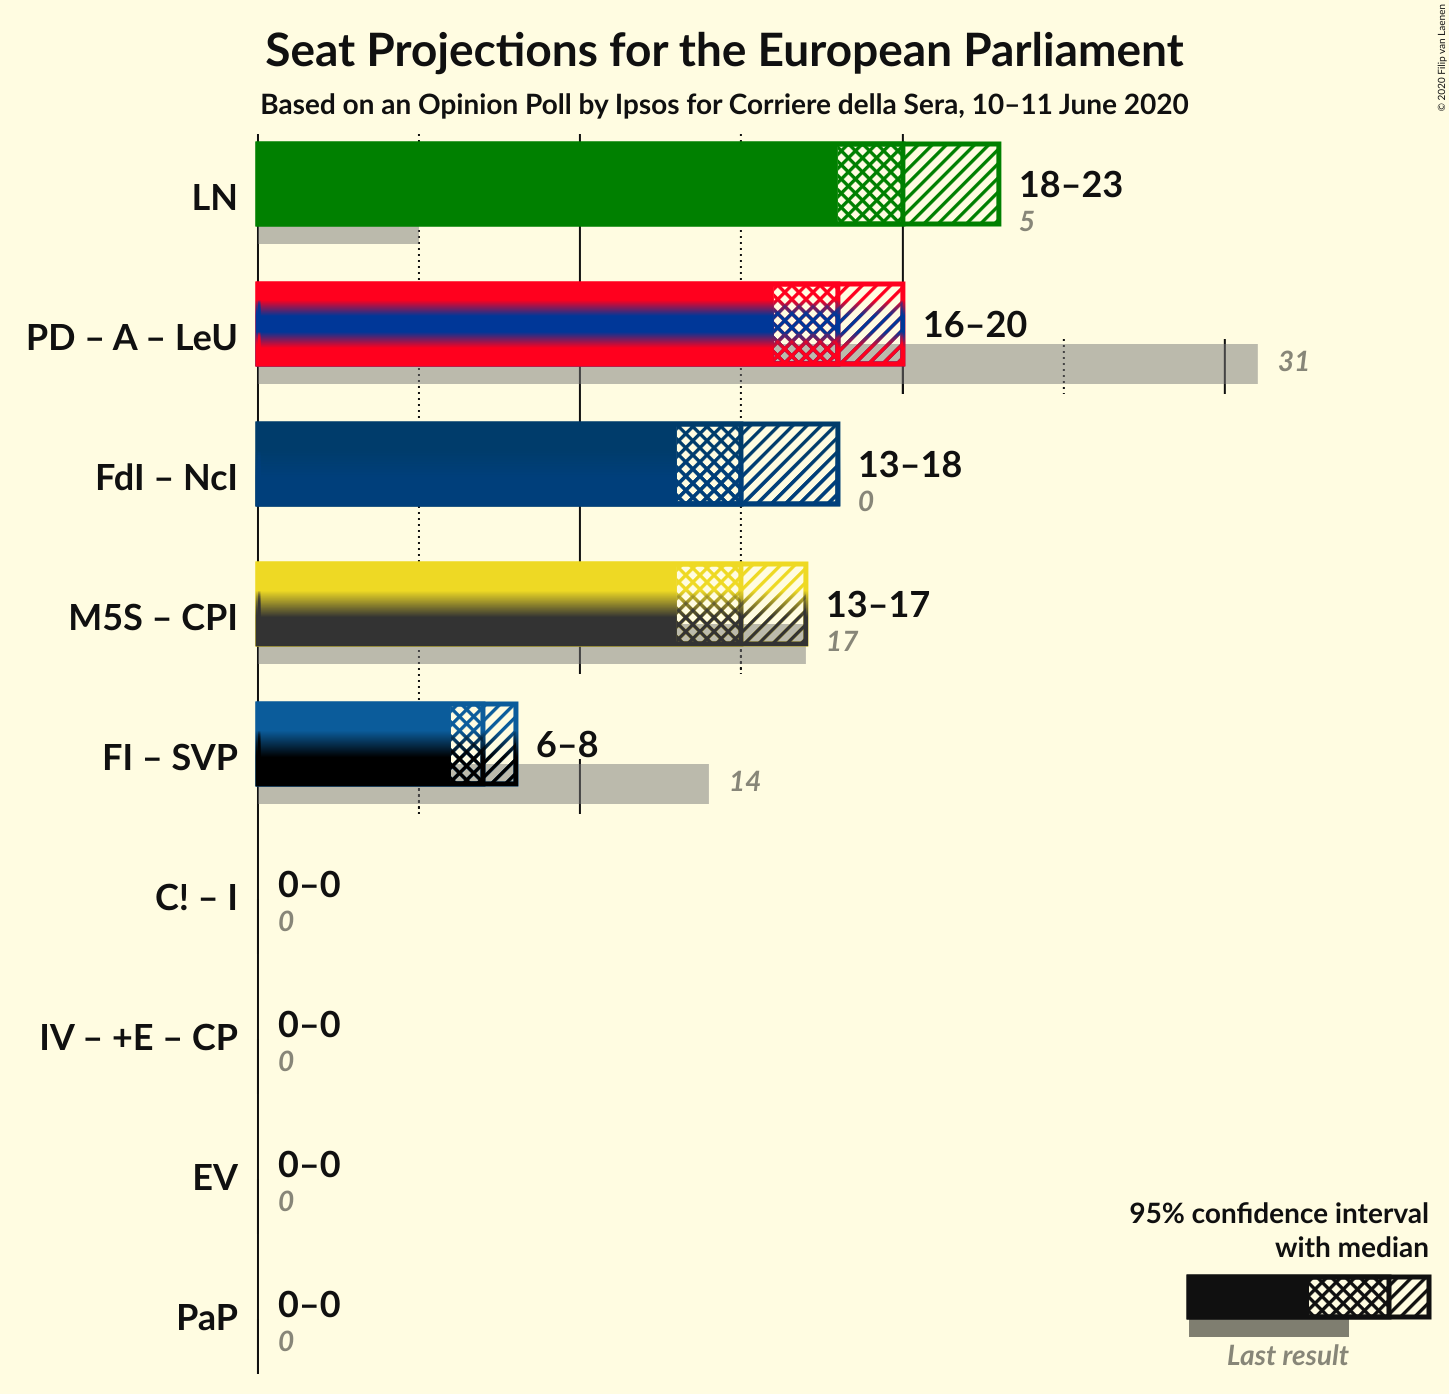 Seat Projections for the European Parliament
Based on an Opinion Poll by Ipsos for Corriere della Sera, 10–11 June 2020
© 2020 Filip van Laenen
LN
18–23
5
PD – A – LeU
16–20
31
FdI – NcI
13–18
0
M5S – CPI
13–17
17
FI – SVP
6–8
14
C! – I
0–0
0
IV – +E – CP
0–0
0
EV
0–0
0
PaP
0–0
0
95% confidence interval
with median
Last result